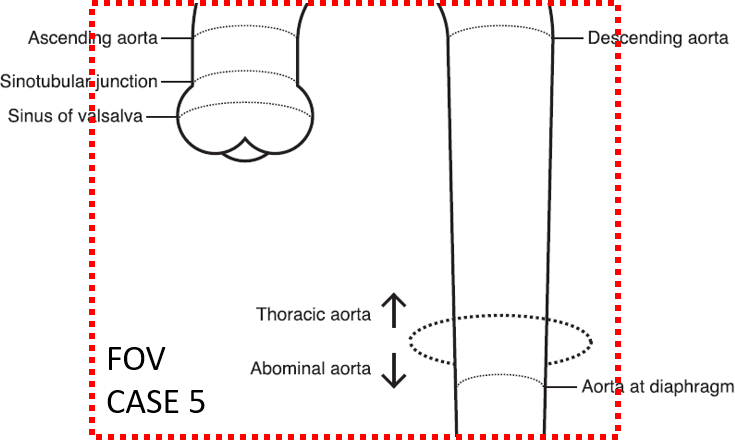 Ascending aorta
Descending aorta
Sinotubular junction
Sinus of valsalva
Thoracic aorta
Abominal aorta
Aorta at diaphragm
FOV
CASE 5